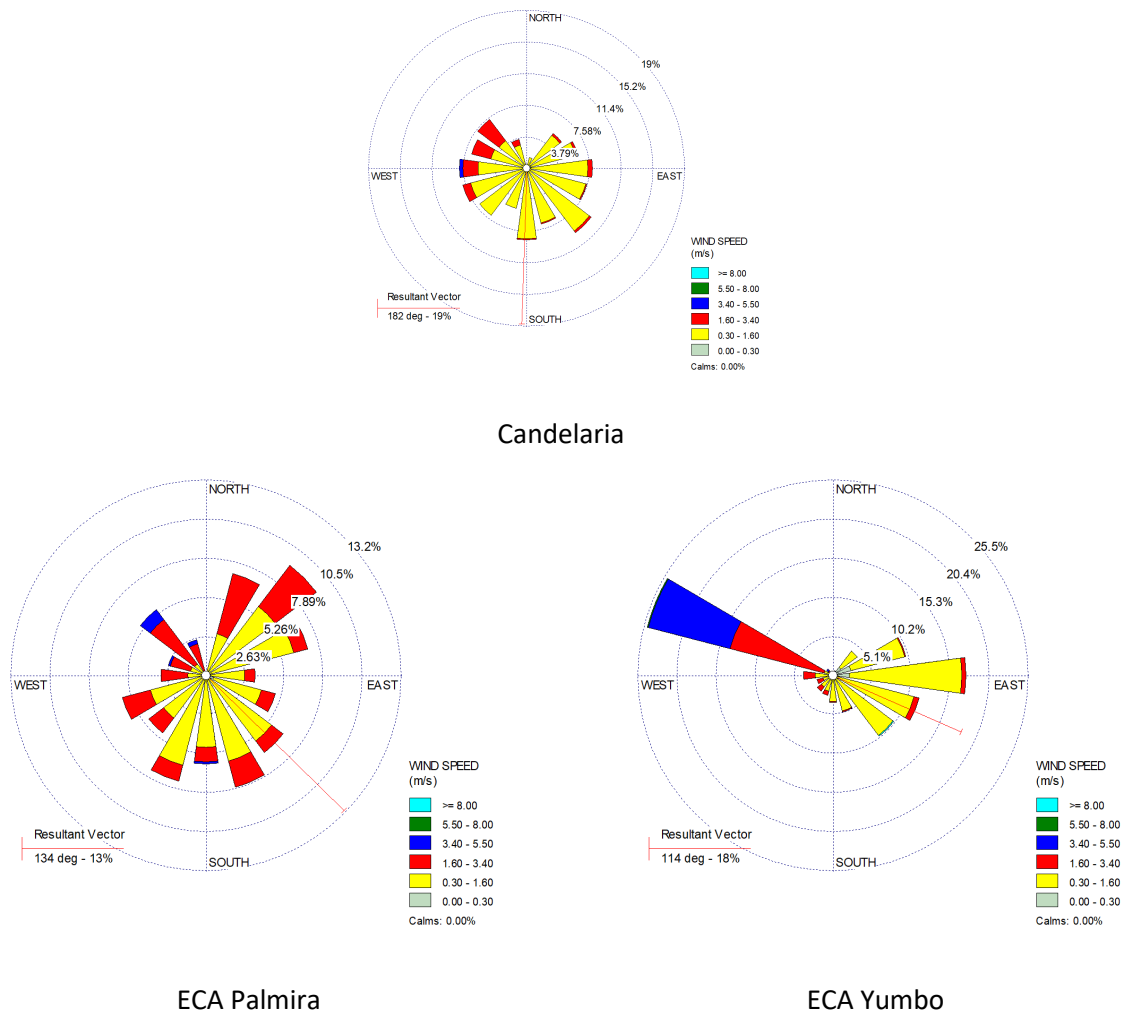 NORTH
19%
15.2%
11.4%
7.58%
3.79%
WEST
EAST
SOUTH
WIND SPEED
(m/s)
>= 8.00
5.50 - 8.00
3.40 - 5.50
1.60 - 3.40
0.30 - 1.60
0.00 - 0.30
Calms: 0.00%
Resultant Vector
182 deg - 19%
Candelaria
NORTH
13.2%
10.5%
7.89%
5.26%
2.63%
WEST
EAST
SOUTH
WIND SPEED
(m/s)
>= 8.00
5.50 - 8.00
3.40 - 5.50
1.60 - 3.40
0.30 - 1.60
0.00 - 0.30
Calms: 0.00%
Resultant Vector
134 deg - 13%
ECA Palmira
NORTH
25.5%
20.4%
15.3%
10.2%
5.1%
WEST
EAST
SOUTH
WIND SPEED
(m/s)
>= 8.00
5.50 - 8.00
3.40 - 5.50
1.60 - 3.40
0.30 - 1.60
0.00 - 0.30
Calms: 0.00%
Resultant Vector
114 deg - 18%
ECA Yumbo